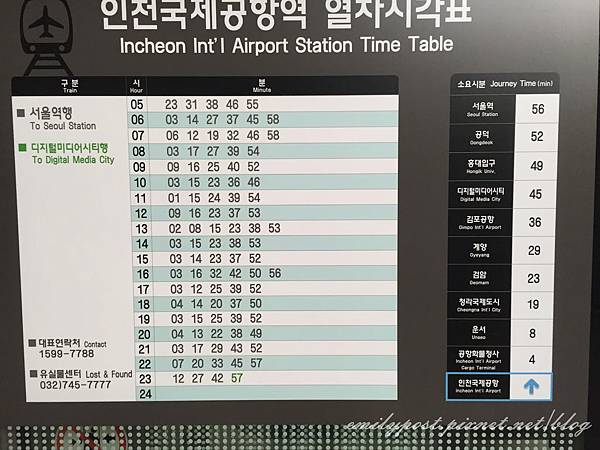 인천국제공항역 열차시각표
Incheon Int'l Airport Station Time Table
구 분 시 분
Train Hour Minute
■ 서울역행
To Seoul Station
■ 디지털미디어시티행
To Digital Media City
05 23 31 38 46 55
06 03 14 27 37 45 58
07 06 12 19 32 46 58
08 03 17 27 39 54
09 09 16 25 40 52
10 03 15 23 36 46
11 01 15 24 39 54
12 09 16 23 37 53
13 02 08 15 23 38 53
14 03 15 23 38 53
15 03 14 23 37 52
16 03 16 32 42 50 56
17 03 12 25 39 52
18 04 14 20 37 50
19 03 15 25 39 52
20 04 13 22 38 49
21 03 17 29 43 52
22 07 20 33 45 57
23 12 27 42 57
24
■ 대표연락처 Contact
1599-7788
■ 유실물센터 Lost & Found
032)745-7777
소요시분 Journey Time (min)
서울역 56
Seoul Station
공덕 52
Gongdeok
홍대입구 49
Hongik Univ.
디지털미디어시티 45
Digital Media City
김포공항 36
Gimpo Int'l Airport
계양 29
Gyeyang
검암 23
Geomam
청라국제도시 19
Cheongna Int'l City
운서 8
Unseo
공항화물청사 4
Cargo Terminal
인천국제공항
Incheon Int'l Airport
emilypost.pixnet.net/blog